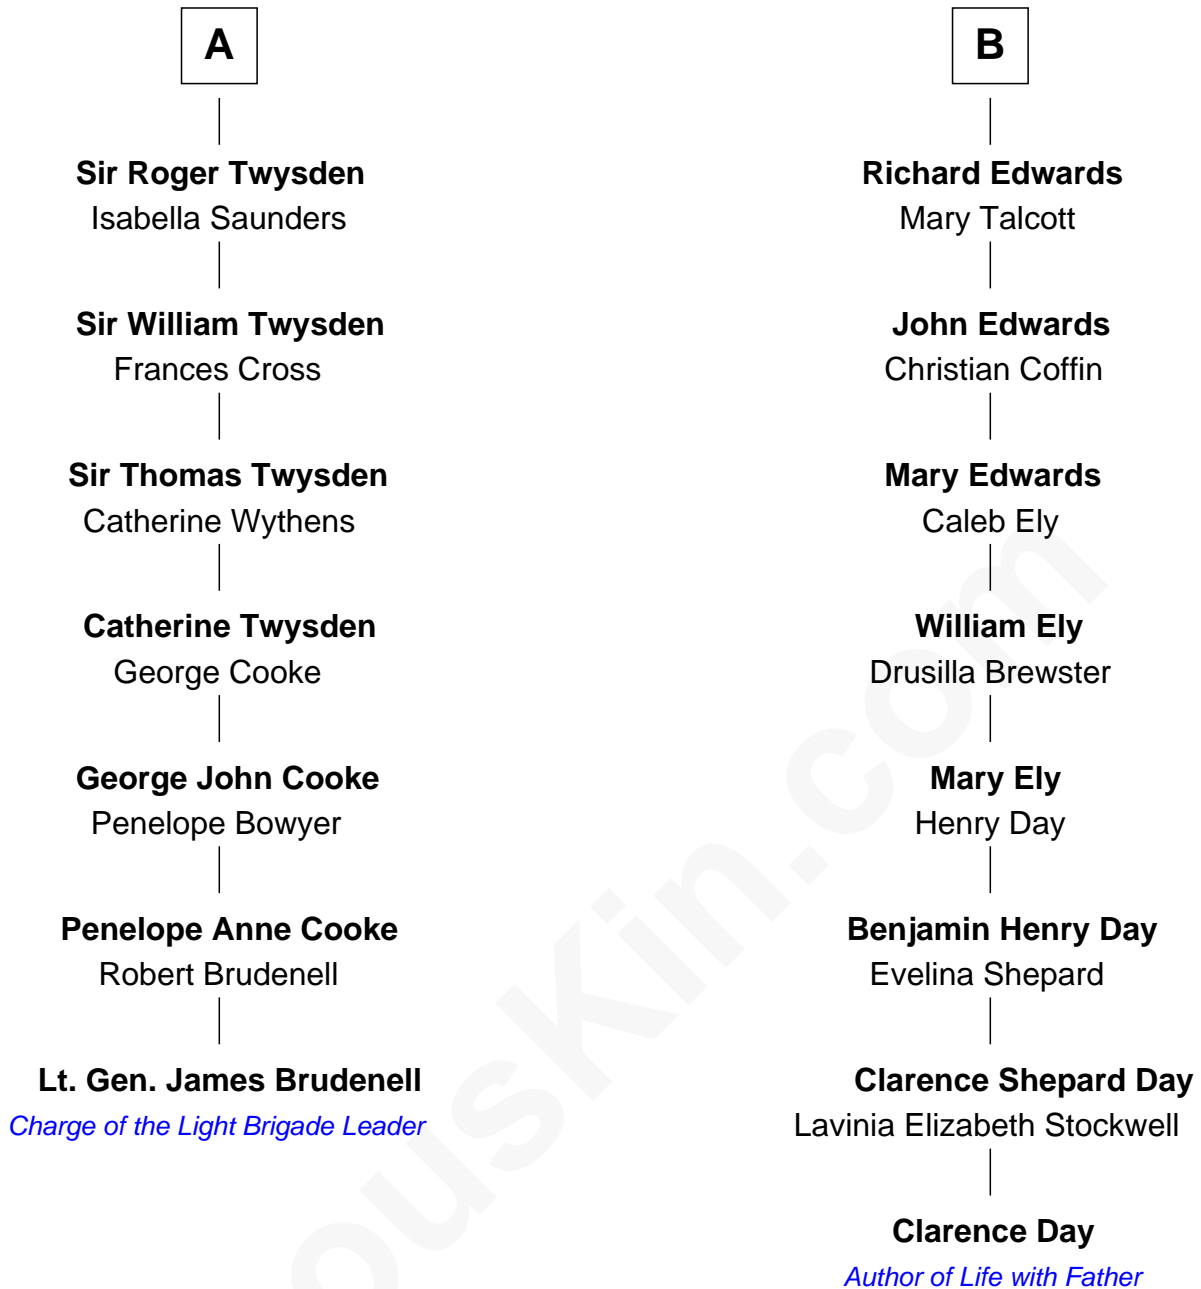 A
Sir Roger Twysden
Isabella Saunders
Sir William Twysden
Frances Cross
Sir Thomas Twysden
Catherine Wythens
Catherine Twysden
George Cooke
George John Cooke
Penelope Bowyer
Penelope Anne Cooke
Robert Brudenell
Lt. Gen. James Brudenell
Charge of the Light Brigade Leader
B
Richard Edwards
Mary Talcott
John Edwards
Christian Coffin
Mary Edwards
Caleb Ely
William Ely
Drusilla Brewster
Mary Ely
Henry Day
Benjamin Henry Day
Evelina Shepard
Clarence Shepard Day
Lavinia Elizabeth Stockwell
Clarence Day
Author of Life with Father
ousKin.com